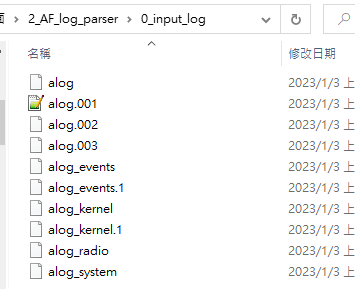 面 > 2_AF_log_parser > 0_input_log
名稱 修改日期
alog 2023/1/3 上
alog.001 2023/1/3 上
alog.002 2023/1/3 上
alog.003 2023/1/3 上
alog_events 2023/1/3 上
alog_events.1 2023/1/3 上
alog_kernel 2023/1/3 上
alog_kernel.1 2023/1/3 上
alog_radio 2023/1/3 上
alog_system 2023/1/3 上